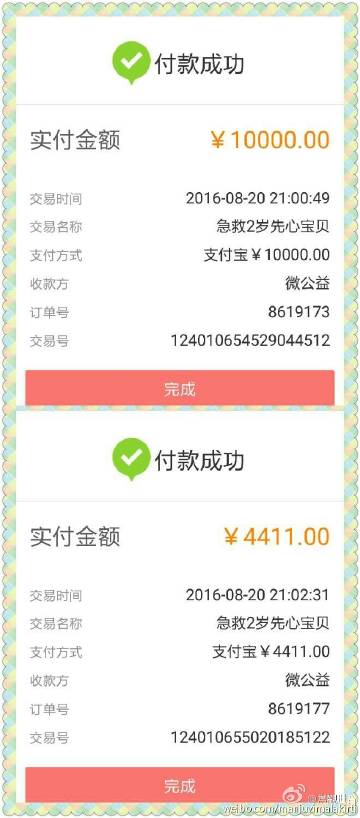 付款成功
实付金额 ￥10000.00
交易时间 2016-08-20 21:00:49
交易名称 急救2岁先心宝贝
支付方式 支付宝￥10000.00
收款方 微公益
订单号 8619173
交易号 124010654529044512
完成
付款成功
实付金额 ￥4411.00
交易时间 2016-08-20 21:02:31
交易名称 急救2岁先心宝贝
支付方式 支付宝￥4411.00
收款方 微公益
订单号 8619177
交易号 124010655020185122
完成